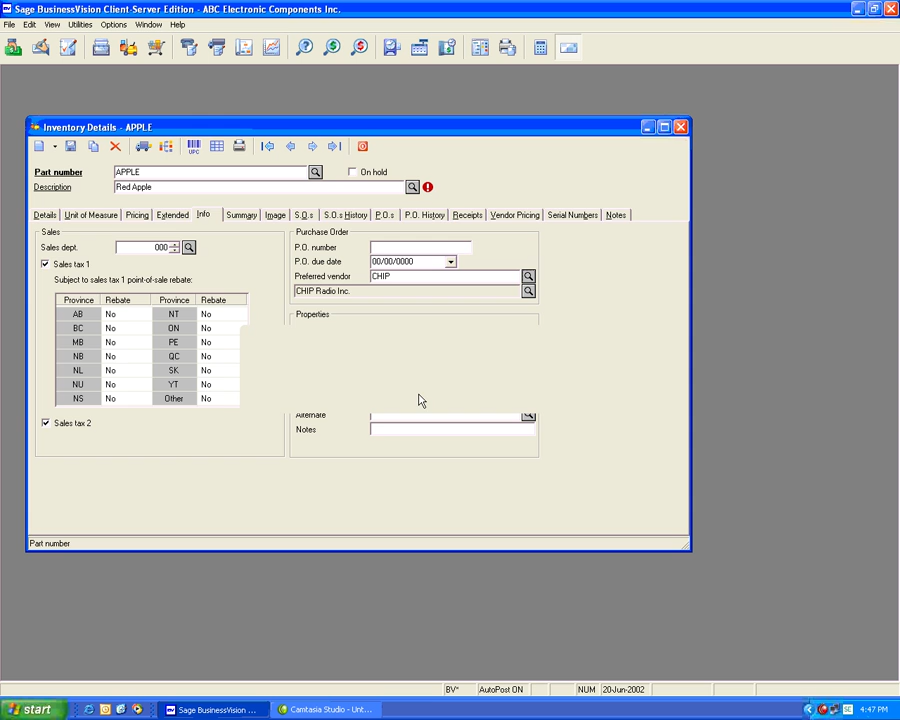 Sage BusinessVision Client-Server Edition - ABC Electronic Components Inc.
File Edit View Utilities Options Window Help
Inventory Details - APPLE
UPC
Part number APPLE On hold
Description Red Apple
Details Unit of Measure Pricing Extended Info Summary Image S.O.s S.O.s History P.O.s P.O. History Receipts Vendor Pricing Serial Numbers Notes
Sales
Sales dept. 000
Sales tax 1
Subject to sales tax 1 point-of-sale rebate:
Province Rebate Province Rebate
AB No NT No
BC No ON No
MB No PE No
NB No QC No
NL No SK No
NU No YT No
NS No Other No
Sales tax 2
Purchase Order
P.O. number
P.O. due date 00/00/0000
Preferred vendor CHIP
CHIP Radio Inc.
Properties
Alternate
Notes
Part number
BV* AutoPost ON NUM 20-Jun-2002
start Sage BusinessVision ... Camtasia Studio - Unt... 4:47 PM